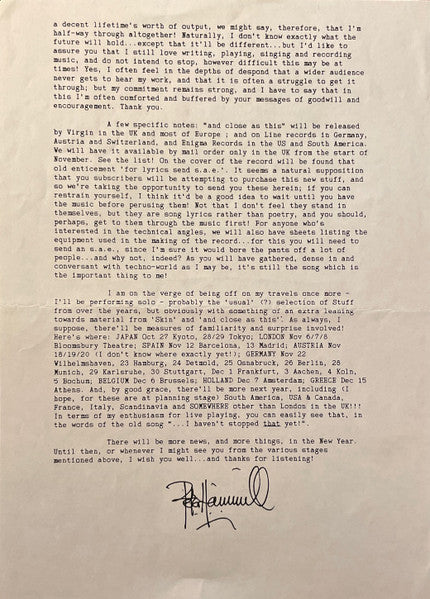 a decent lifetime's worth of output, we might say, therefore, that I'm
half-way through altogether! Naturally, I don't know exactly what the
future will hold...except that it'll be different...but I'd like to
assure you that I still love writing, playing, singing and recording
music, and do not intend to stop, however difficult this may be at
times! Yes, I often feel in the depths of despond that a wider audience
never gets to hear my work, and that it is often a struggle to get it
through; but my commitment remains strong, and I have to say that in
this I'm often comforted and buffered by your messages of goodwill and
encouragement. Thank you.
A few specific notes: "and close as this" will be released
by Virgin in the UK and most of Europe ; and on Line records in Germany,
Austria and Switzerland, and Enigma Records in the US and South America.
We will have it available by mail order only in the UK from the start of
November. See the list! On the cover of the record will be found that
old enticement 'for lyrics send s.a.e.'. It seems a natural supposition
that you subscribers will be attempting to purchase this new stuff, and
so we're taking the opportunity to send you these herein; if you can
restrain yourself, I think it'd be a good idea to wait until you have
the music before perusing them! Not that I don't feel they stand in
themselves, but they are song lyrics rather than poetry, and you should,
perhaps, get to them through the music first! For anyone who's
interested in the technical angles, we will also have sheets listing the
equipment used in the making of the record...for this you will need to
send an s.a.e., since I'm sure it would bore the pants off a lot of
people...and why not, indeed? As you will have gathered, dense in and
conversant with techno-world as I may be, it's still the song which is
the important thing to me!
I am on the verge of being off on my travels once more -
I'll be performing solo - probably the 'usual' (?) selection of Stuff
from over the years, but obviously with something of an extra leaning
towards material from 'Skin' and 'and close as this'. As always, I
suppose, there'll be measures of familiarity and surprise involved!
Here's where: JAPAN Oct 27 Kyoto, 28/29 Tokyo; LONDON Nov 6/7/8
Bloomsbury Theatre; SPAIN Nov 12 Barcelona, 13 Madrid; AUSTRIA Nov
18/19/20 (I don't know where exactly yet!); GERMANY Nov 22
Wilhelmshaven, 23 Hamburg, 24 Detmold, 25 Osnabruck, 26 Berlin, 28
Munich, 29 Karlsruhe, 30 Stuttgart, Dec 1 Frankfurt, 3 Aachen, 4 Koln,
5 Bochum; BELGIUM Dec 6 Brussels; HOLLAND Dec 7 Amsterdam; GREECE Dec 15
Athens. And, by good grace, there'll be more next year, including (I
hope, for these are at planning stage) South America, USA & Canada,
France, Italy, Scandinavia and SOMEWHERE other than London in the UK!!!
In terms of my enthusiasm for live playing, you can easily see that, in
the words of the old song "...I haven't stopped that yet!".
There will be more news, and more things, in the New Year.
Until then, or whenever I might see you from the various stages
mentioned above, I wish you well...and thanks for listening!
Peter Hammill